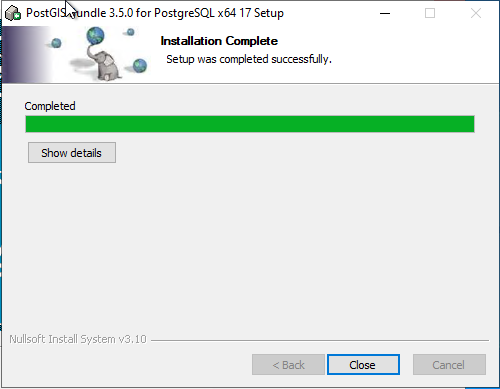 PostGIS Bundle 3.5.0 for PostgreSQL x64 17 Setup
Installation Complete
Setup was completed successfully.
Completed
Show details
Nullsoft Install System v3.10
< Back Close Cancel